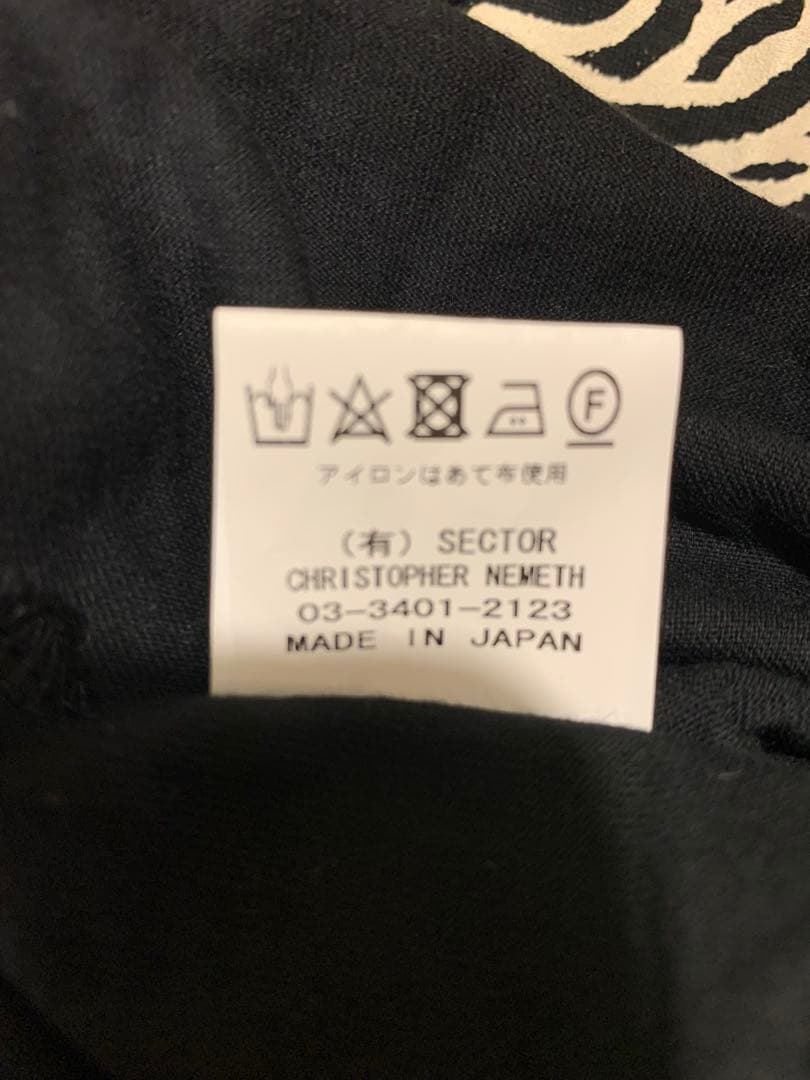 F
アイロンはあて布使用
（有）SECTOR
CHRISTOPHER NEMETH
03-3401-2123
MADE IN JAPAN